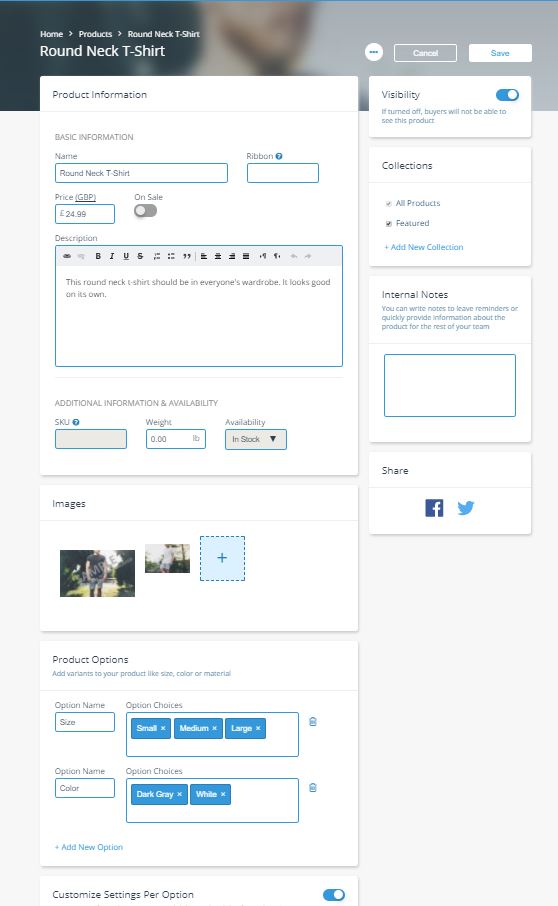 Home > Products > Round Neck T-Shirt
Round Neck T-Shirt
Cancel
Save
Product Information
BASIC INFORMATION
Name
Ribbon
Round Neck T-Shirt
Price (GBP)
On Sale
£ 24.99
Description
B I U S
This round neck t-shirt should be in everyone's wardrobe. It looks good
on its own.
ADDITIONAL INFORMATION & AVAILABILITY
SKU
Weight
Availability
0.00 lb
In Stock
Images
+
Product Options
Add variants to your product like size, color or material
Option Name
Option Choices
Size
Small ×
Medium ×
Large ×
Option Name
Option Choices
Color
Dark Gray ×
White ×
+ Add New Option
Customize Settings Per Option
Visibility
If turned off, buyers will not be able to
see this product
Collections
All Products
Featured
+ Add New Collection
Internal Notes
You can write notes to leave reminders or
quickly provide information about the
product for the rest of your team
Share